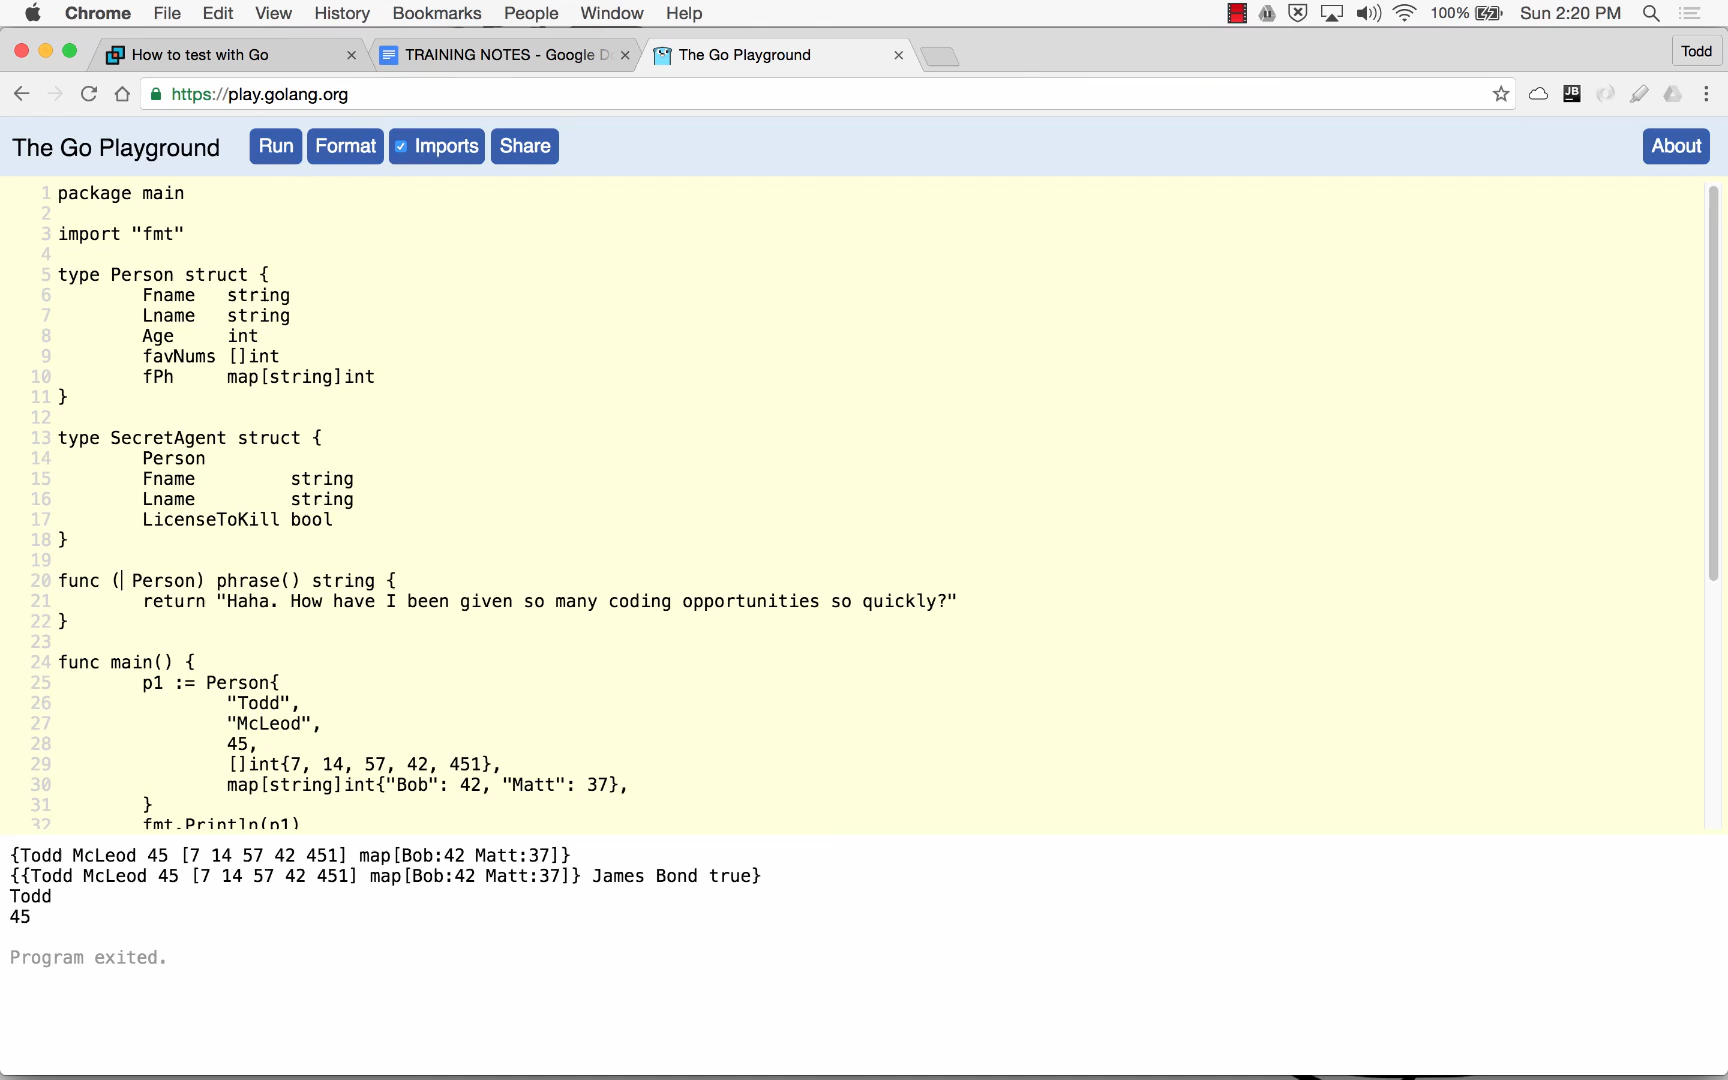 Chrome File Edit View History Bookmarks People Window Help 100% Sun 2:20 PM
How to test with Go TRAINING NOTES - Google D The Go Playground Todd
https://play.golang.org JB
The Go Playground Run Format Imports Share About
1 package main
2
3 import "fmt"
4
5 type Person struct {
6 Fname string
7 Lname string
8 Age int
9 favNums []int
10 fPh map[string]int
11 }
12
13 type SecretAgent struct {
14 Person
15 Fname string
16 Lname string
17 LicenseToKill bool
18 }
19
20 func ( Person) phrase() string {
21 return "Haha. How have I been given so many coding opportunities so quickly?"
22 }
23
24 func main() {
25 p1 := Person{
26 "Todd",
27 "McLeod",
28 45,
29 []int{7, 14, 57, 42, 451},
30 map[string]int{"Bob": 42, "Matt": 37},
31 }
32 fmt.Println(p1)
{Todd McLeod 45 [7 14 57 42 451] map[Bob:42 Matt:37]}
{{Todd McLeod 45 [7 14 57 42 451] map[Bob:42 Matt:37]} James Bond true}
Todd
45
Program exited.